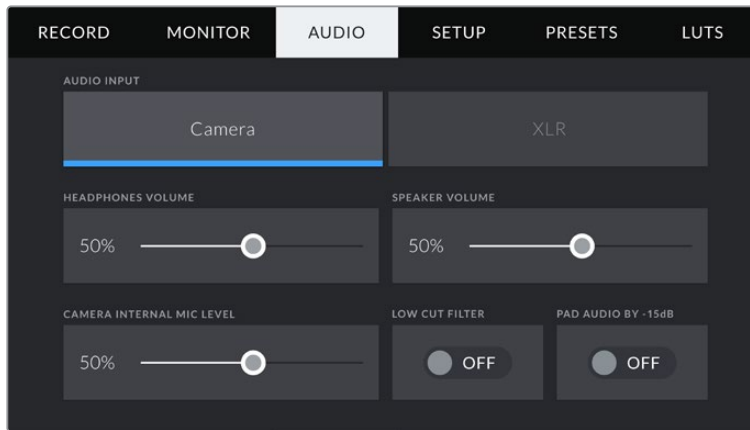 RECORD MONITOR AUDIO SETUP PRESETS LUTS
AUDIO INPUT
Camera XLR
HEADPHONES VOLUME SPEAKER VOLUME
50% 50%
CAMERA INTERNAL MIC LEVEL LOW CUT FILTER PAD AUDIO BY -15dB
50% OFF OFF